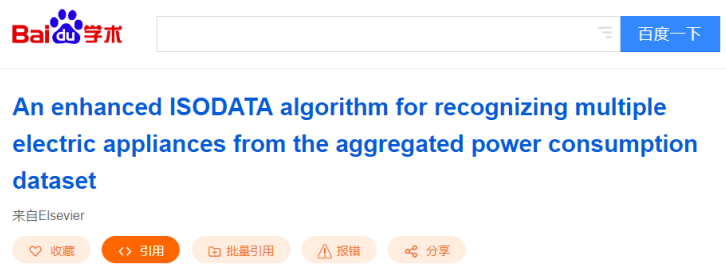 Bai du 学术
百度一下
An enhanced ISODATA algorithm for recognizing multiple
electric appliances from the aggregated power consumption
dataset
来自Elsevier
收藏 引用 批量引用 报错 分享